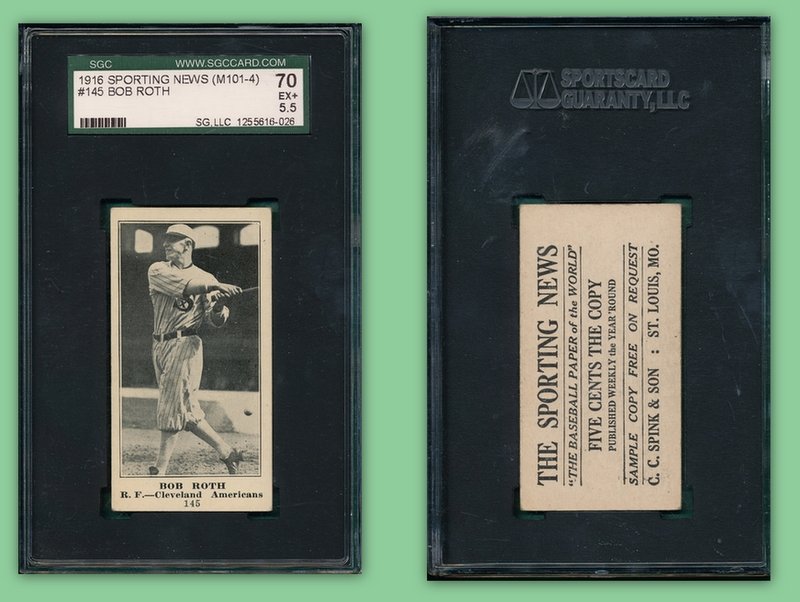 SGC WWW.SGCCARD.COM
1916 SPORTING NEWS (M101-4) 70
#145 BOB ROTH EX+
5.5
SG,LLC 1255616-026
BOB ROTH
R. F.—Cleveland Americans
145
SPORTSCARD
GUARANTY,LLC
THE SPORTING NEWS
"THE BASEBALL PAPER of the WORLD"
FIVE CENTS THE COPY
PUBLISHED WEEKLY the YEAR 'ROUND
SAMPLE COPY FREE ON REQUEST
C. C. SPINK & SON : ST. LOUIS, MO.